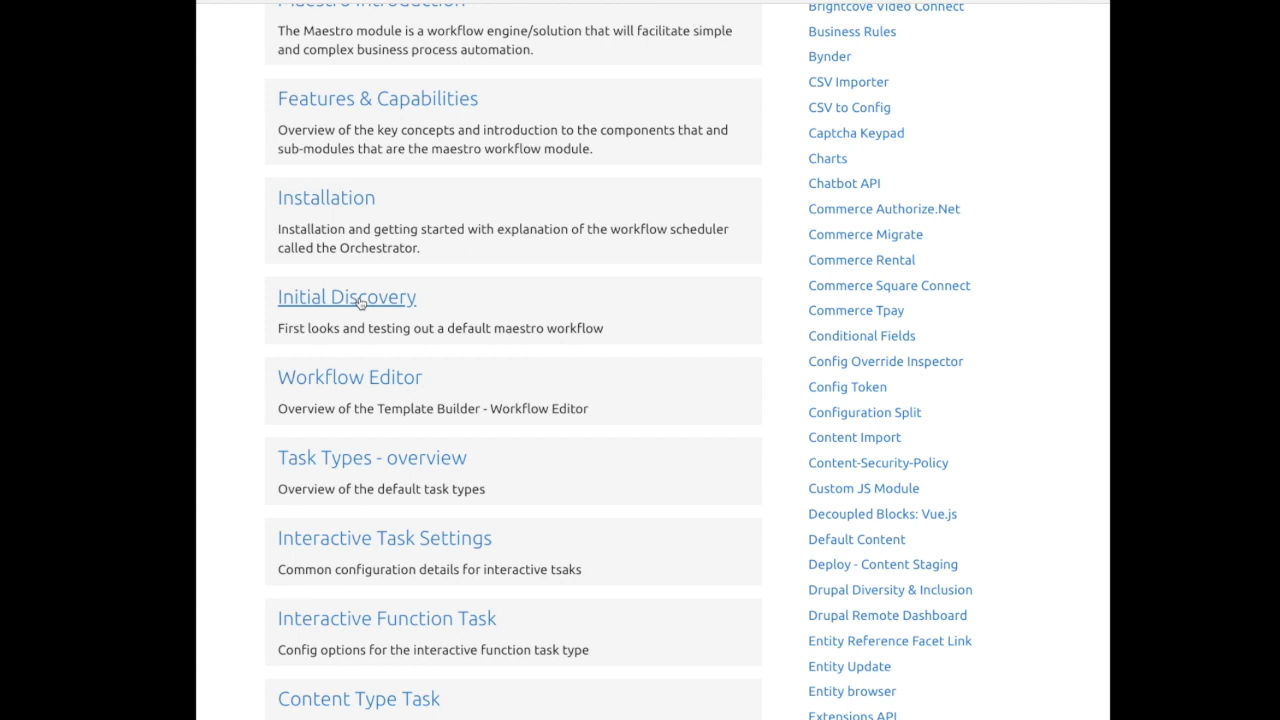 Maestro Introduction
The Maestro module is a workflow engine/solution that will facilitate simple
and complex business process automation.
Features & Capabilities
Overview of the key concepts and introduction to the components that and
sub-modules that are the maestro workflow module.
Installation
Installation and getting started with explanation of the workflow scheduler
called the Orchestrator.
Initial Discovery
First looks and testing out a default maestro workflow
Workflow Editor
Overview of the Template Builder - Workflow Editor
Task Types - overview
Overview of the default task types
Interactive Task Settings
Common configuration details for interactive tsaks
Interactive Function Task
Config options for the interactive function task type
Content Type Task
Brightcove Video Connect
Business Rules
Bynder
CSV Importer
CSV to Config
Captcha Keypad
Charts
Chatbot API
Commerce Authorize.Net
Commerce Migrate
Commerce Rental
Commerce Square Connect
Commerce Tpay
Conditional Fields
Config Override Inspector
Config Token
Configuration Split
Content Import
Content-Security-Policy
Custom JS Module
Decoupled Blocks: Vue.js
Default Content
Deploy - Content Staging
Drupal Diversity & Inclusion
Drupal Remote Dashboard
Entity Reference Facet Link
Entity Update
Entity browser
Extensions API